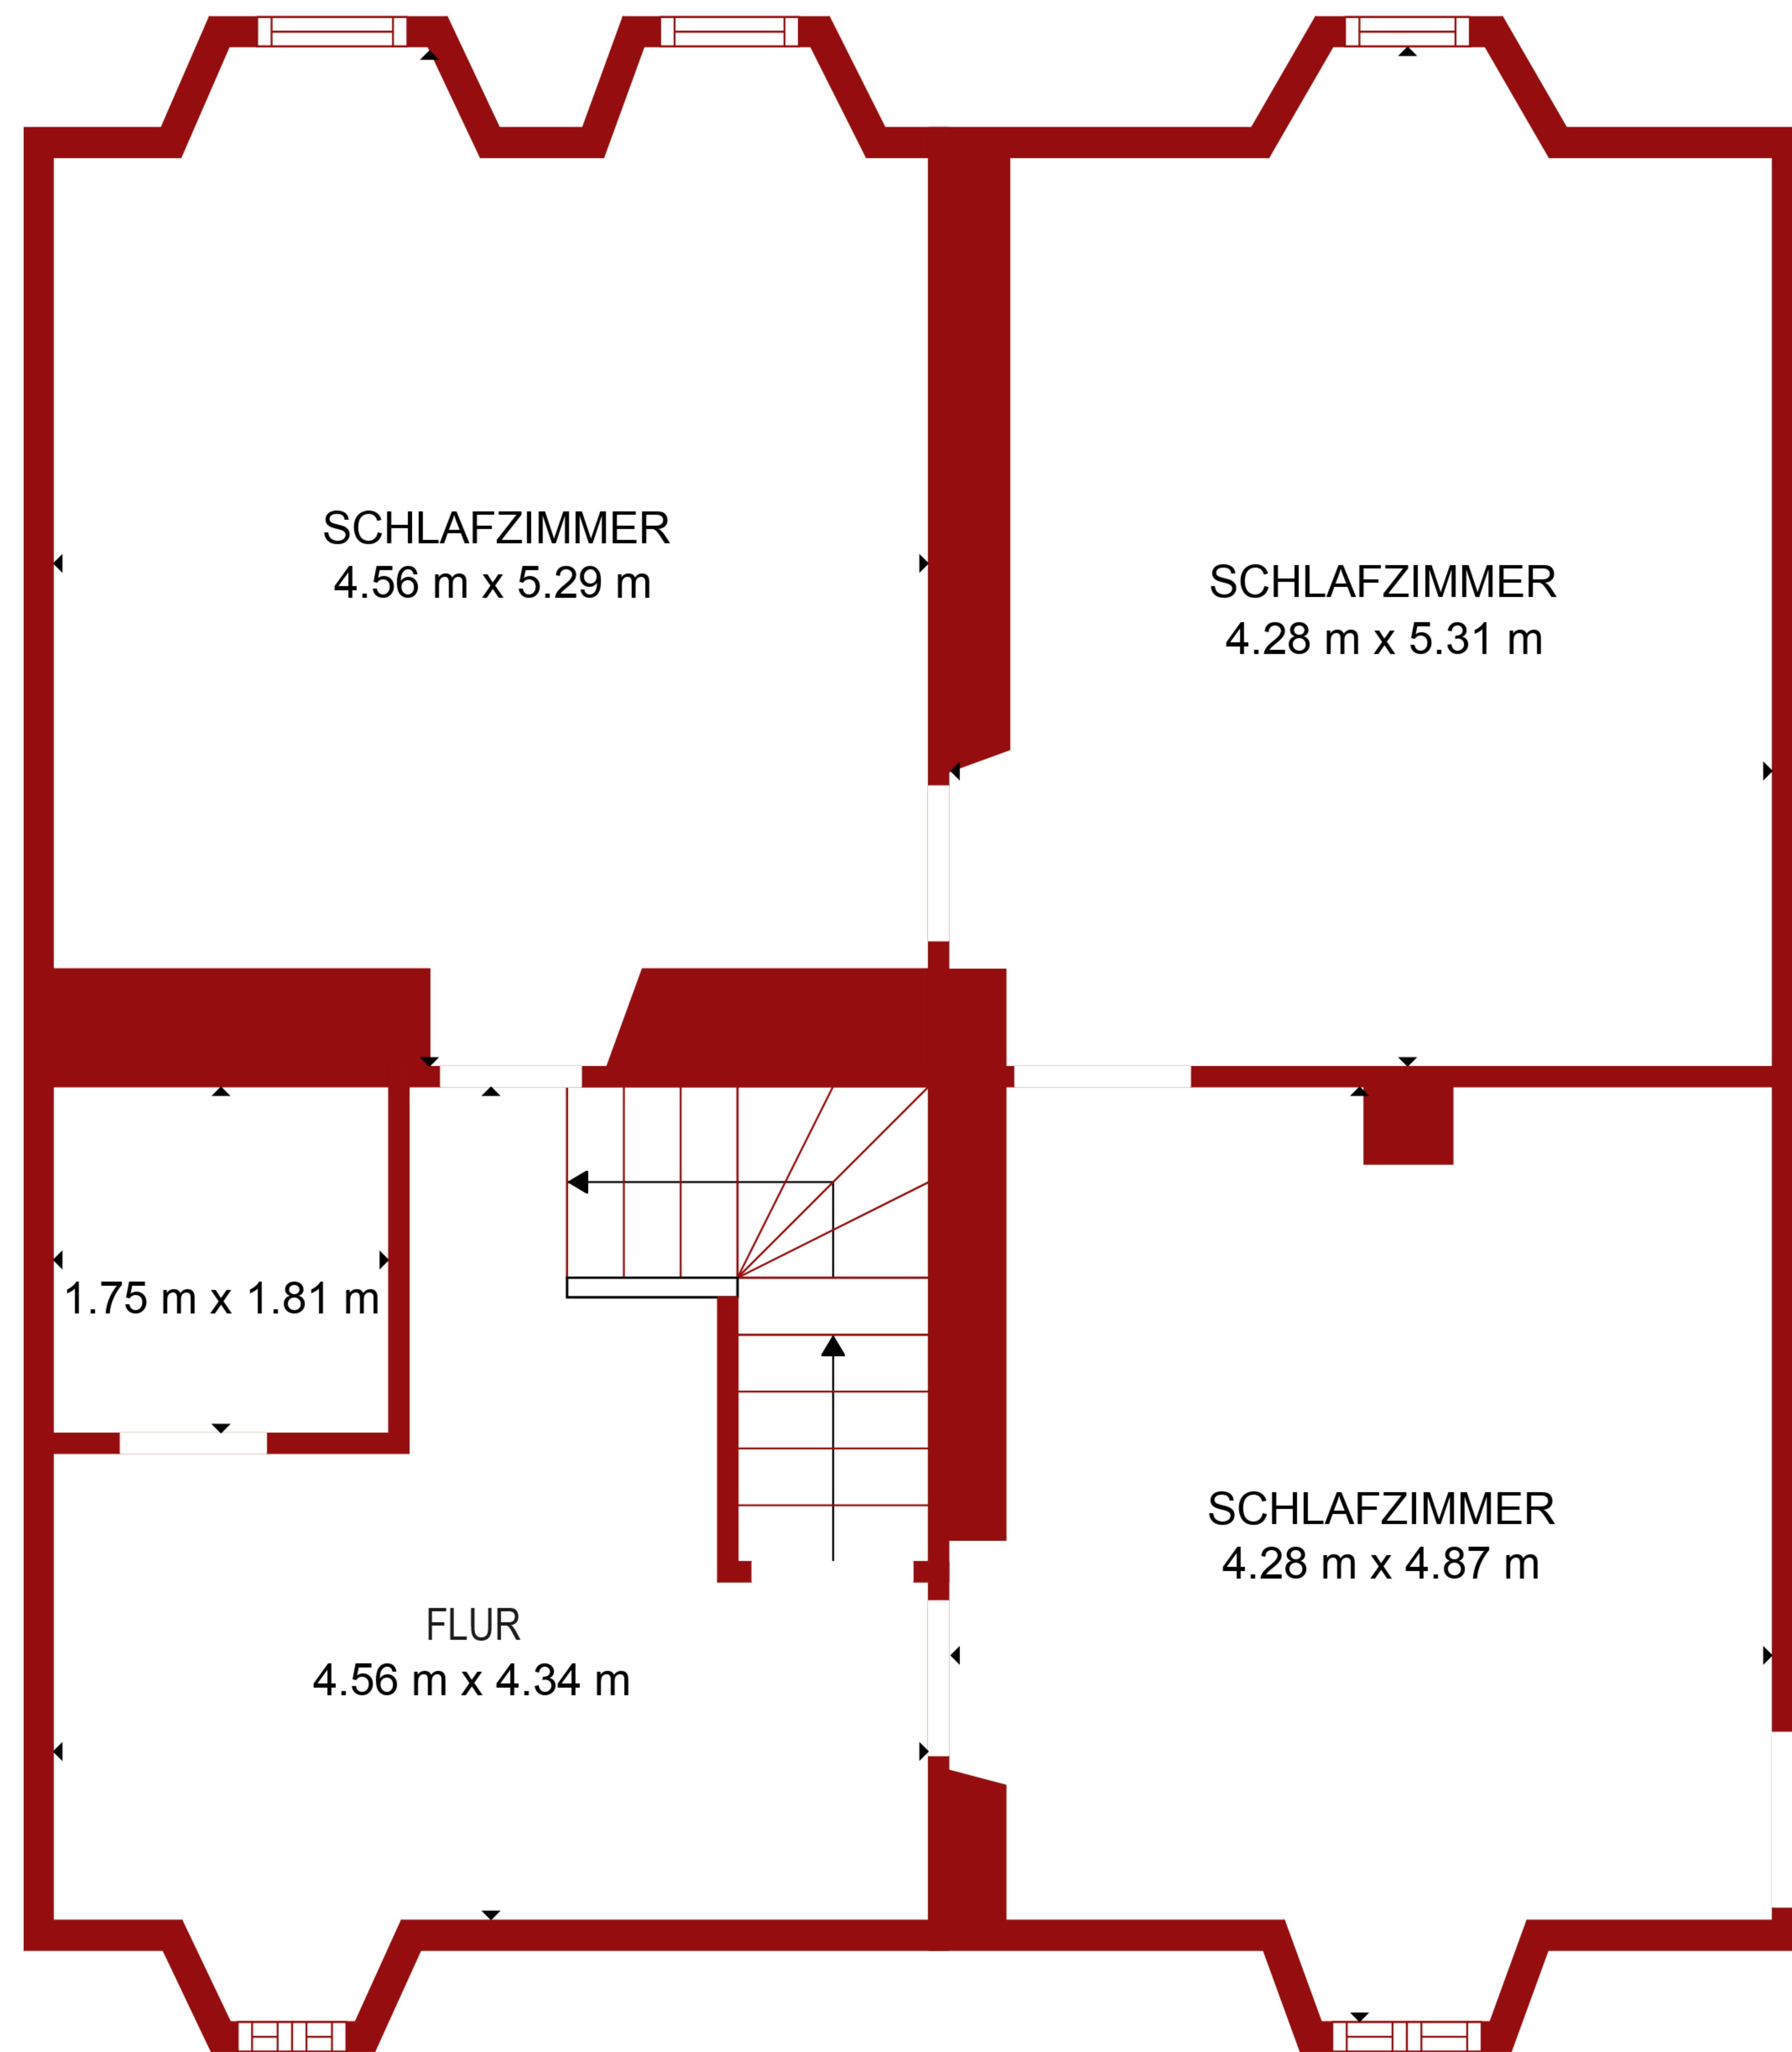 SCHLAFZIMMER
4.56 m x 5.29 m
SCHLAFZIMMER
4.28 m x 5.31 m
1.75 m x 1.81 m
SCHLAFZIMMER
4.28 m x 4.87 m
FLUR
4.56 m x 4.34 m